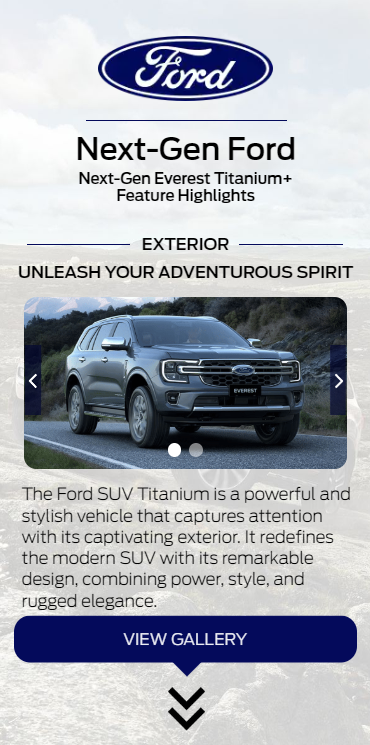 Ford
Next-Gen Ford
Next-Gen Everest Titanium+
Feature Highlights
EXTERIOR
UNLEASH YOUR ADVENTUROUS SPIRIT
Ford
EVEREST
The Ford SUV Titanium is a powerful and
stylish vehicle that captures attention
with its captivating exterior. It redefines
the modern SUV with its remarkable
design, combining power, style, and
rugged elegance.
VIEW GALLERY